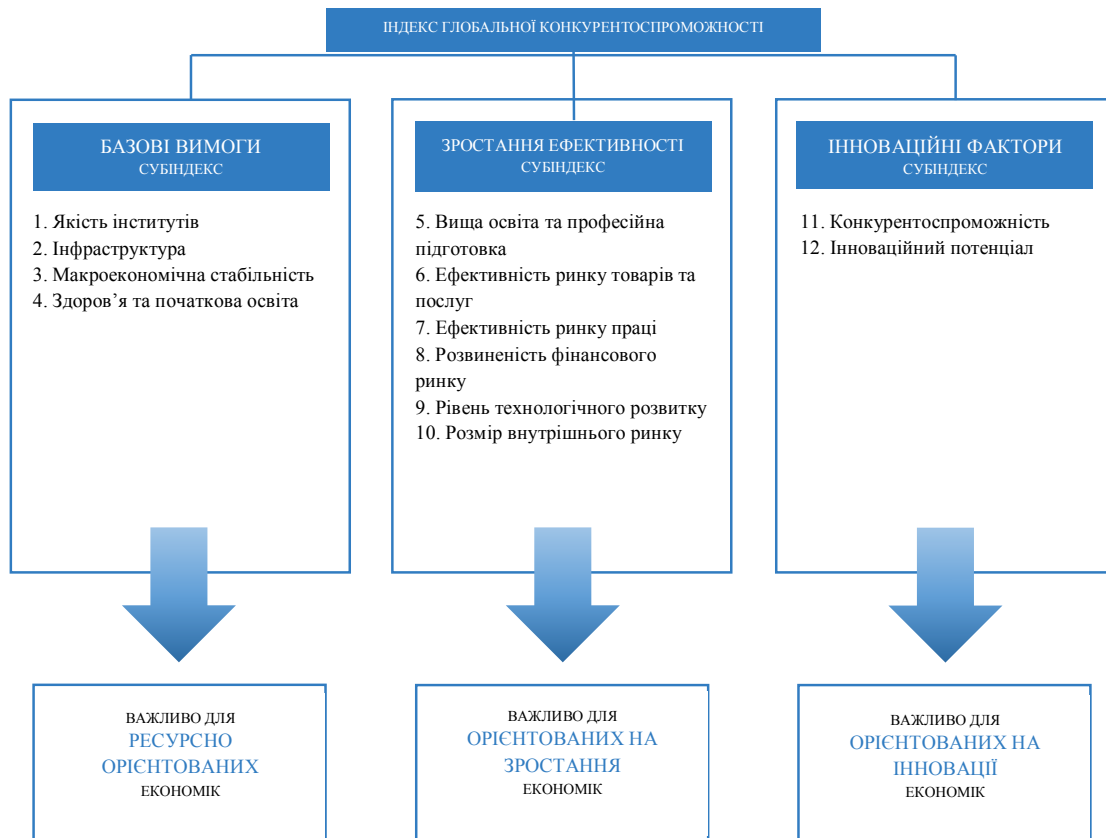 ІНДЕКС ГЛОБАЛЬНОЇ КОНКУРЕНТОСПРОМОЖНОСТІ
БАЗОВІ ВИМОГИ
СУБІНДЕКС
1. Якість інститутів
2. Інфраструктура
3. Макроекономічна стабільність
4. Здоров’я та початкова освіта
ЗРОСТАННЯ ЕФЕКТИВНОСТІ
СУБІНДЕКС
5. Вища освіта та професійна
підготовка
6. Ефективність ринку товарів та
послуг
7. Ефективність ринку праці
8. Розвиненість фінансового
ринку
9. Рівень технологічного розвитку
10. Розмір внутрішнього ринку
ІННОВАЦІЙНІ ФАКТОРИ
СУБІНДЕКС
11. Конкурентоспроможність
12. Інноваційний потенціал
ВАЖЛИВО ДЛЯ
РЕСУРСНО
ОРІЄНТОВАНИХ
ЕКОНОМІК
ВАЖЛИВО ДЛЯ
ОРІЄНТОВАНИХ НА
ЗРОСТАННЯ
ЕКОНОМІК
ВАЖЛИВО ДЛЯ
ОРІЄНТОВАНИХ НА
ІННОВАЦІЇ
ЕКОНОМІК